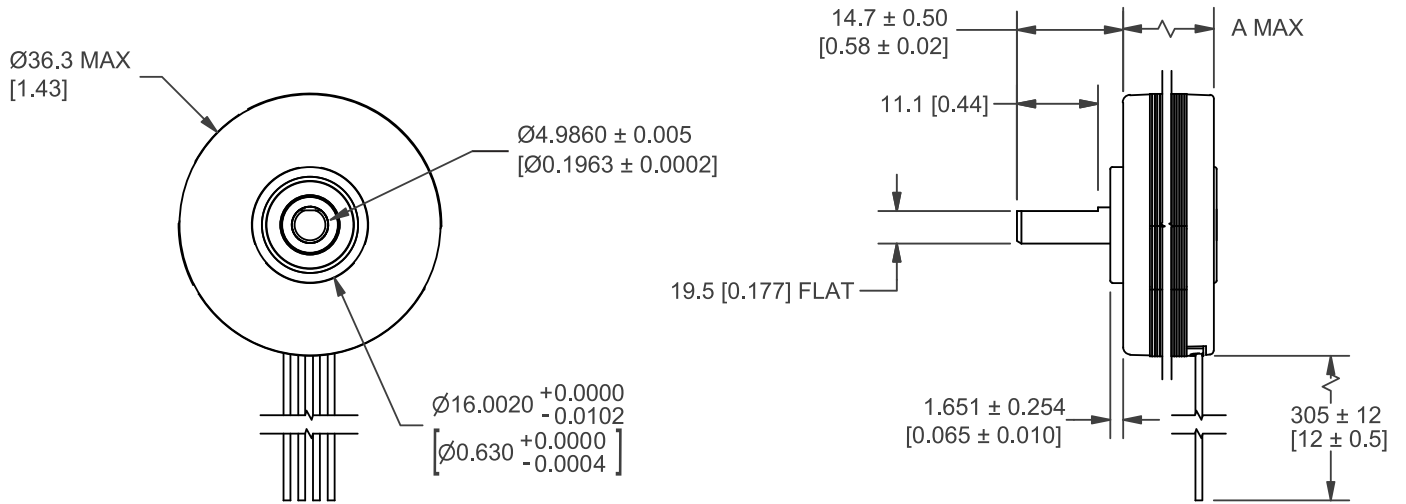 Ø36.3 MAX
[1.43]
Ø4.9860 ± 0.005
[Ø0.1963 ± 0.0002]
Ø16.0020 +0.0000
-0.0102
[Ø0.630 +0.0000
-0.0004]
14.7 ± 0.50
[0.58 ± 0.02]
A MAX
11.1 [0.44]
19.5 [0.177] FLAT
1.651 ± 0.254
[0.065 ± 0.010]
305 ± 12
[12 ± 0.5]